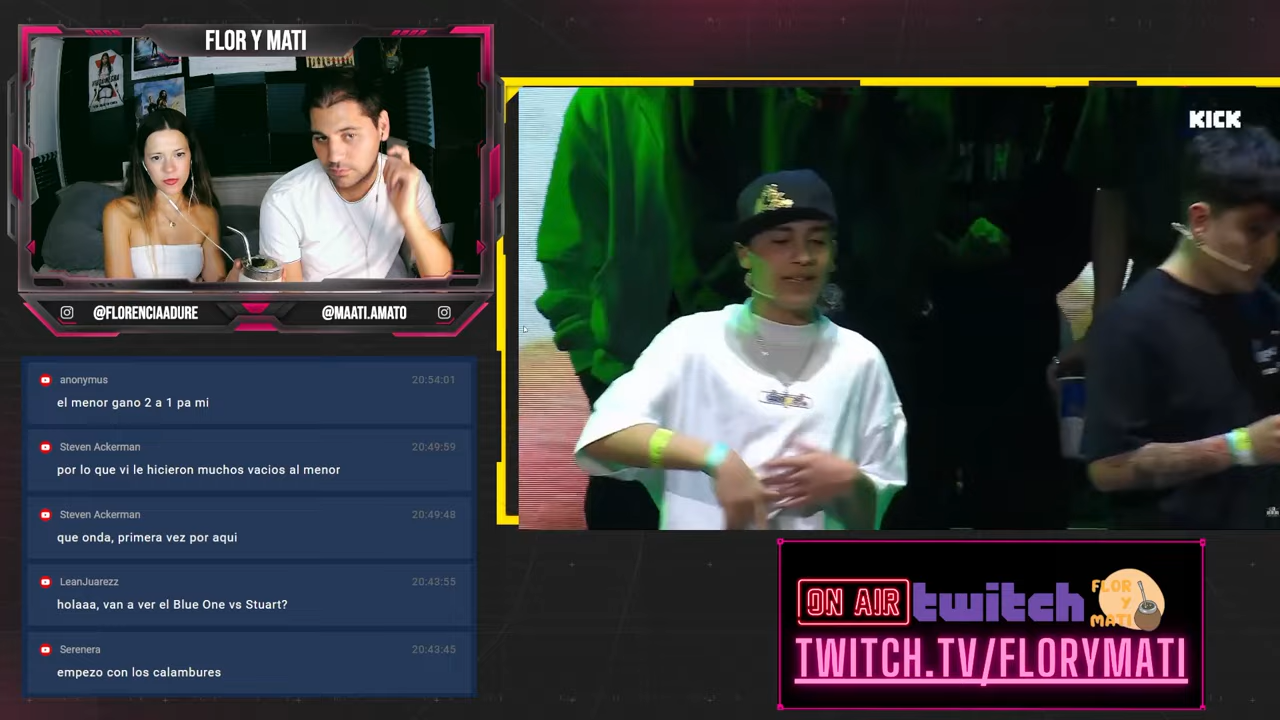 FLOR Y MATI
@FLORENCIAADURE
@MAATI.AMATO
anonymus
20:54:01
el menor gano 2 a 1 pa mi
Steven Ackerman
20:49:59
por lo que vi le hicieron muchos vacios al menor
Steven Ackerman
20:49:48
que onda, primera vez por aqui
LeanJuarezz
20:43:55
holaaa, van a ver el Blue One vs Stuart?
Serenera
20:43:45
empezo con los calambures
KICK
ON AIR
twitch
FLOR
Y
MATI
TWITCH.TV/FLORYMATI